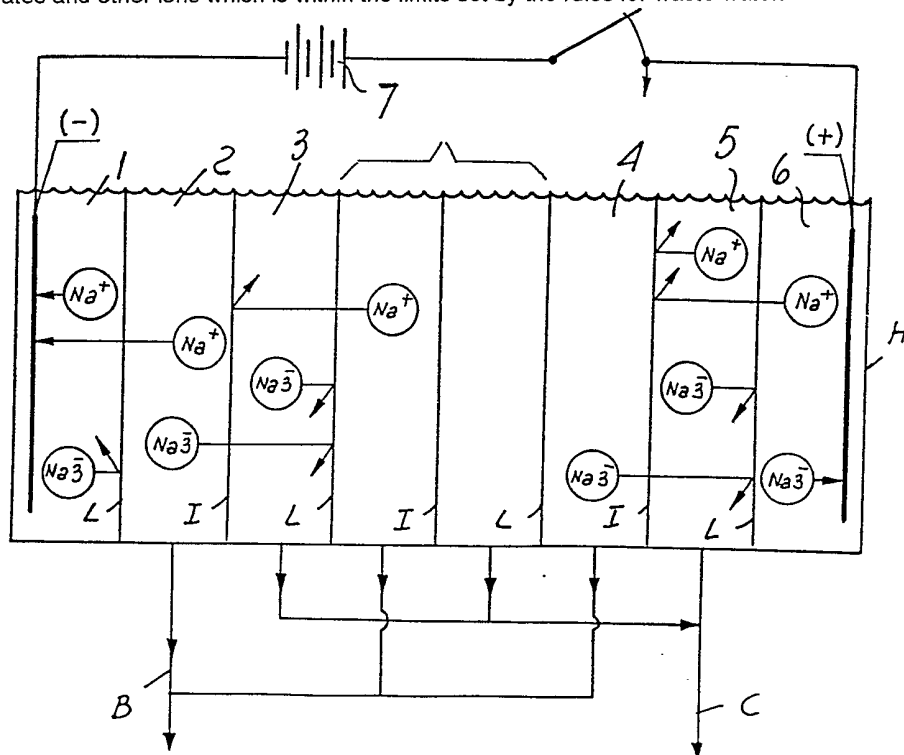 ates and other ions which is within the limits set by the rules for waste water.
7
(-)
1
2
3
4
5
6
(+)
Na⁺
Na⁺
Na⁺
Na⁺
Na⁺
H
Na3̄
Na3̄
Na3̄
Na3̄
Na3̄
Na3̄
L
I
L
I
L
I
L
B
C